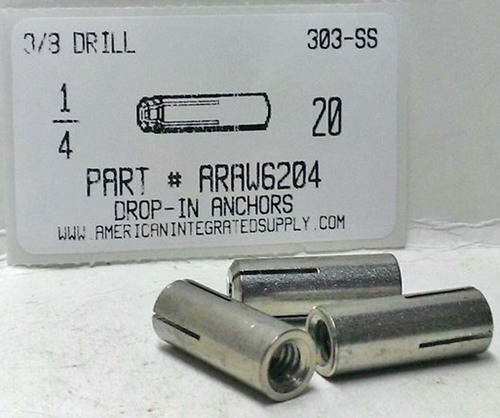 3/8 DRILL 303-SS
1/4 20
PART # ARAW6204
DROP-IN ANCHORS
WWW.AMERICANINTEGRATEDSUPPLY.COM